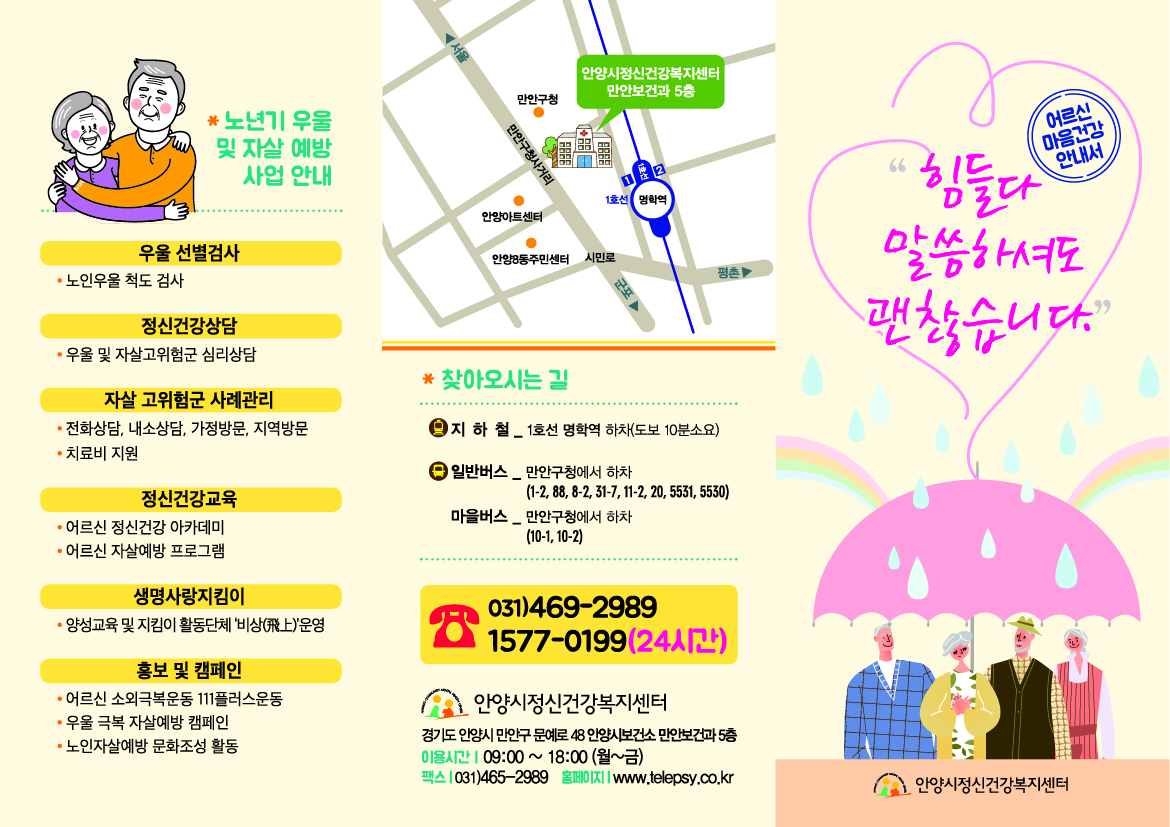 * 노년기 우울
및 자살 예방
사업 안내
우울 선별검사
• 노인우울 척도 검사
정신건강상담
• 우울 및 자살고위험군 심리상담
자살 고위험군 사례관리
• 전화상담, 내소상담, 가정방문, 지역방문
• 치료비 지원
정신건강교육
• 어르신 정신건강 아카데미
• 어르신 자살예방 프로그램
생명사랑지킴이
• 양성교육 및 지킴이 활동단체 ‘비상(飛上)’운영
홍보 및 캠페인
• 어르신 소외극복운동 111플러스운동
• 우울 극복 자살예방 캠페인
• 노인자살예방 문화조성 활동
◀ 서울
안양시정신건강복지센터
만안보건과 5층
만안구청
만안구청사거리
1
2
1호선
명학역
안양아트센터
안양8동주민센터
시민로
평촌 ▶
군포 ▶
* 찾아오시는 길
지 하 철 _ 1호선 명학역 하차(도보 10분소요)
일반버스 _ 만안구청에서 하차
(1-2, 88, 8-2, 31-7, 11-2, 20, 5531, 5530)
마을버스 _ 만안구청에서 하차
(10-1, 10-2)
031)469-2989
1577-0199(24시간)
안양시정신건강복지센터
경기도 안양시 만안구 문예로 48 안양시보건소 만안보건과 5층
이용시간 | 09:00 ~ 18:00 (월~금)
팩스 | 031)465-2989 홈페이지 | www.telepsy.co.kr
어르신
마음건강
안내서
“힘들다
말씀하셔도
괜찮습니다.”
안양시정신건강복지센터